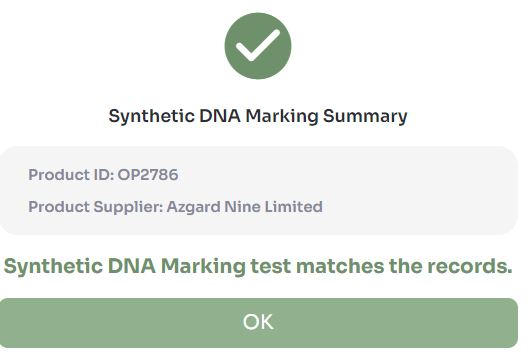 Synthetic DNA Marking Summary
Product ID: OP2786
Product Supplier: Azgard Nine Limited
Synthetic DNA Marking test matches the records.
OK